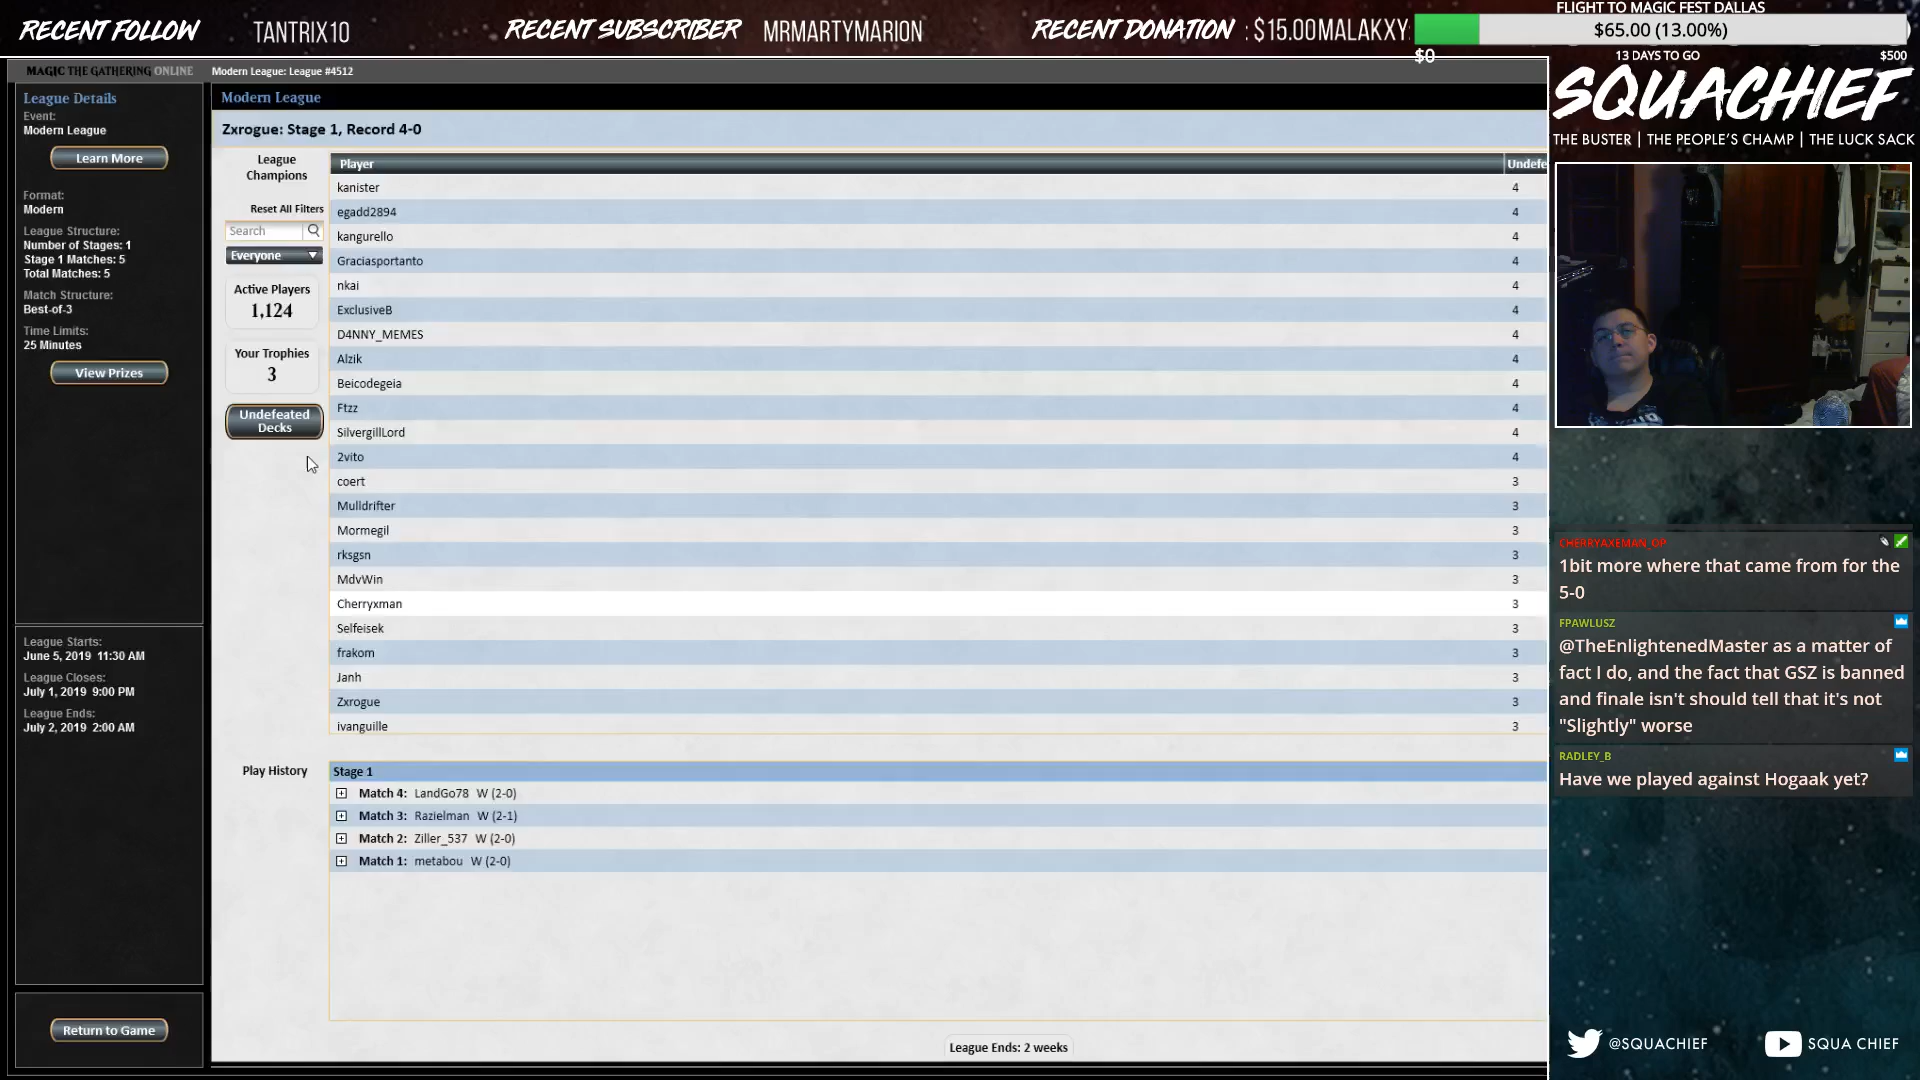 RECENT FOLLOW TANTRIX10 RECENT SUBSCRIBER MRMARTYMARION RECENT DONATION : $15.00MALAKXY
FLIGHT TO MAGIC FEST DALLAS
$65.00 (13.00%)
$0 13 DAYS TO GO $500
MAGIC THE GATHERING ONLINE Modern League: League #4512
League Details
Event:
Modern League
Learn More
Format:
Modern
League Structure:
Number of Stages: 1
Stage 1 Matches: 5
Total Matches: 5
Match Structure:
Best-of-3
Time Limits:
25 Minutes
View Prizes
League Starts:
June 5, 2019 11:30 AM
League Closes:
July 1, 2019 9:00 PM
League Ends:
July 2, 2019 2:00 AM
Return to Game
Modern League
Zxrogue: Stage 1, Record 4-0
League
Champions
Reset All Filters
Search
Everyone
Active Players
1,124
Your Trophies
3
Undefeated
Decks
Player Undefe
kanister 4
egadd2894 4
kangurello 4
Graciasportanto 4
nkai 4
ExclusiveB 4
D4NNY_MEMES 4
Alzik 4
Beicodegeia 4
Ftzz 4
SilvergillLord 4
2vito 4
coert 3
Mulldrifter 3
Mormegil 3
rksgsn 3
MdvWin 3
Cherryxman 3
Selfeisek 3
frakom 3
Janh 3
Zxrogue 3
ivanguille 3
Play History
Stage 1
Match 4: LandGo78 W (2-0)
Match 3: Razielman W (2-1)
Match 2: Ziller_537 W (2-0)
Match 1: metabou W (2-0)
League Ends: 2 weeks
SQUACHIEF
THE BUSTER | THE PEOPLE'S CHAMP | THE LUCK SACK
CHERRYAXEMAN_OP
1bit more where that came from for the
5-0
FPAWLUSZ
@TheEnlightenedMaster as a matter of
fact I do, and the fact that GSZ is banned
and finale isn't should tell that it's not
"Slightly" worse
RADLEY_B
Have we played against Hogaak yet?
@SQUACHIEF SQUA CHIEF